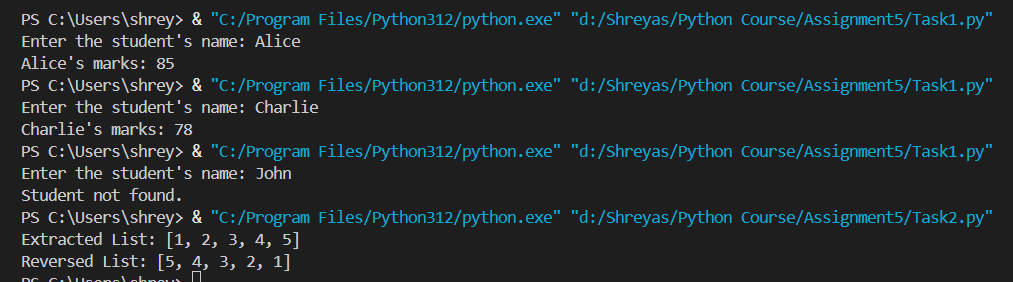 PS C:\Users\shrey> & "C:/Program Files/Python312/python.exe" "d:/Shreyas/Python Course/Assignment5/Task1.py"
Enter the student's name: Alice
Alice's marks: 85
PS C:\Users\shrey> & "C:/Program Files/Python312/python.exe" "d:/Shreyas/Python Course/Assignment5/Task1.py"
Enter the student's name: Charlie
Charlie's marks: 78
PS C:\Users\shrey> & "C:/Program Files/Python312/python.exe" "d:/Shreyas/Python Course/Assignment5/Task1.py"
Enter the student's name: John
Student not found.
PS C:\Users\shrey> & "C:/Program Files/Python312/python.exe" "d:/Shreyas/Python Course/Assignment5/Task2.py"
Extracted List: [1, 2, 3, 4, 5]
Reversed List: [5, 4, 3, 2, 1]
PS C:\Users\shrey>